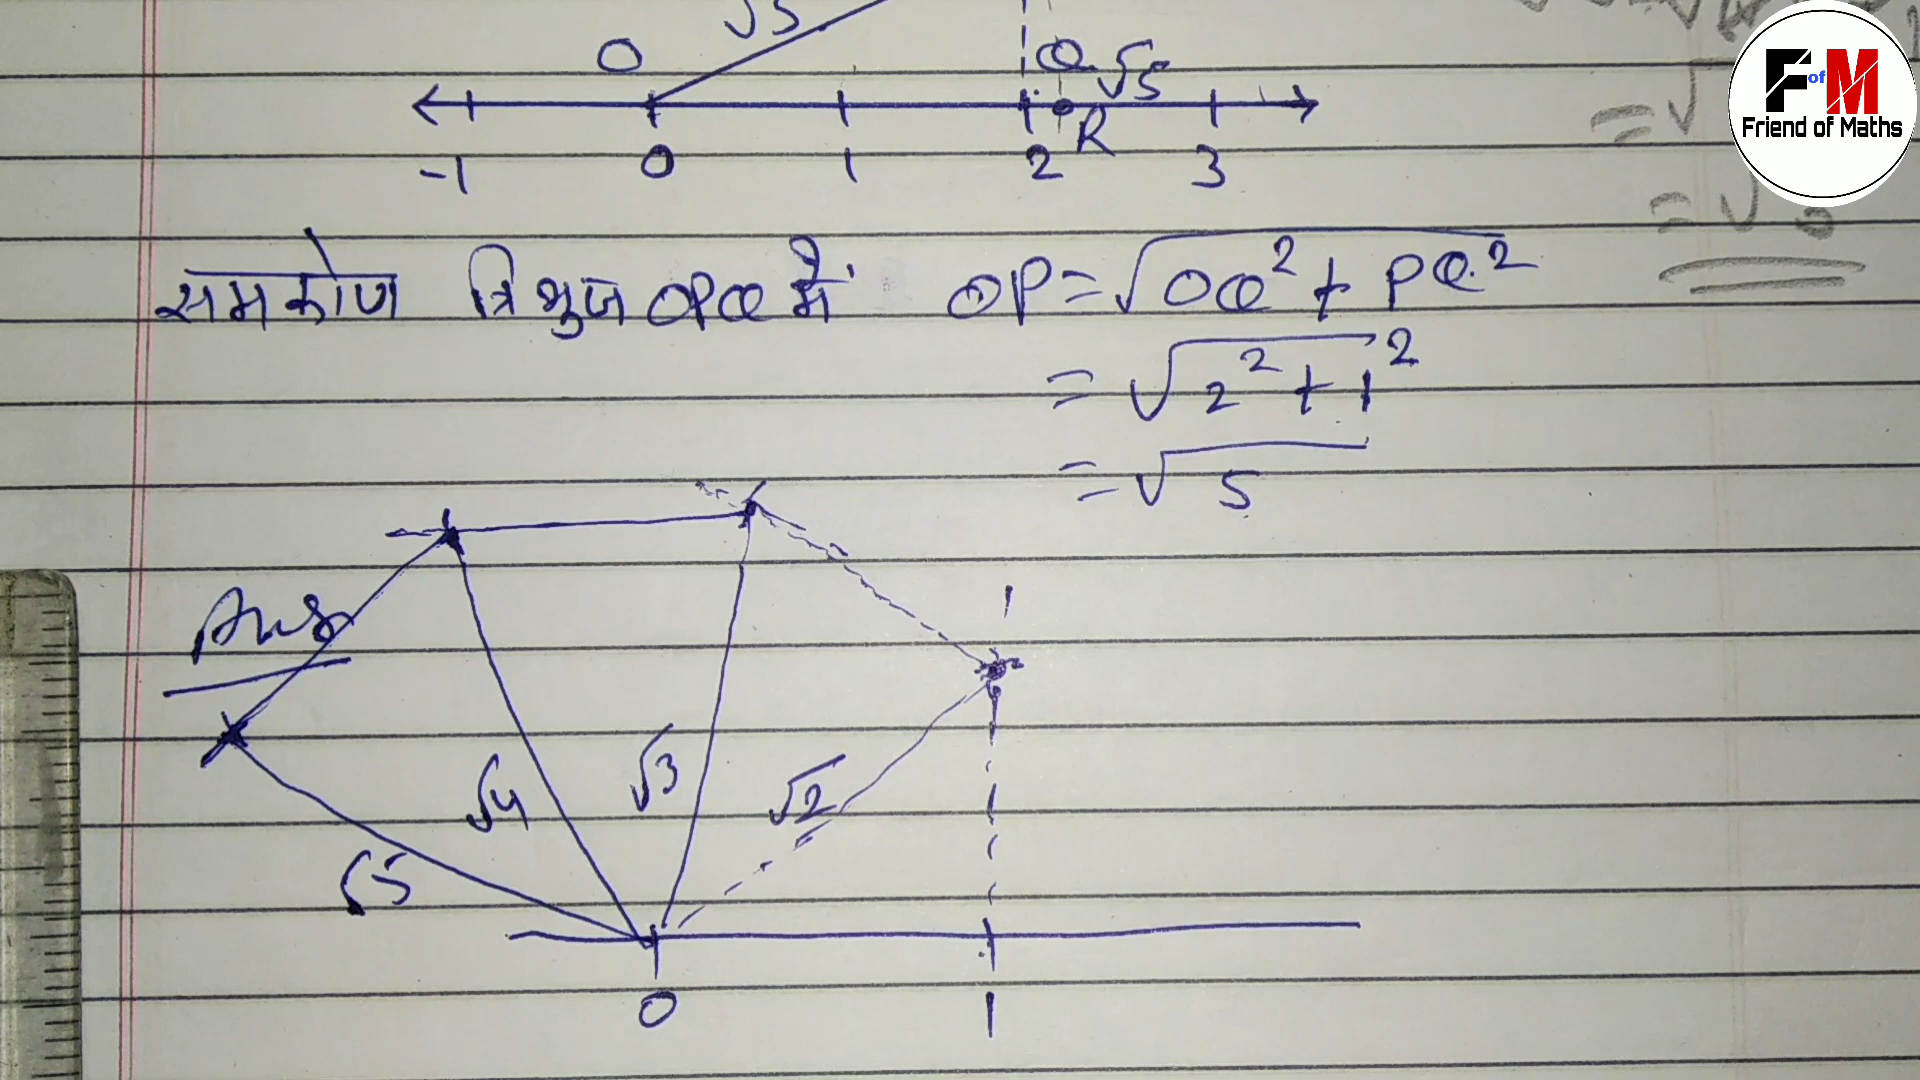 √5
O Q √5
R
-1 0 1 2 3
समकोण त्रिभुज OPQ में OP = √OQ² + PQ²
= √2² + 1²
= √5
Ans
1
√5 √4 √3 √2
0 1
F of M
Friend of Maths